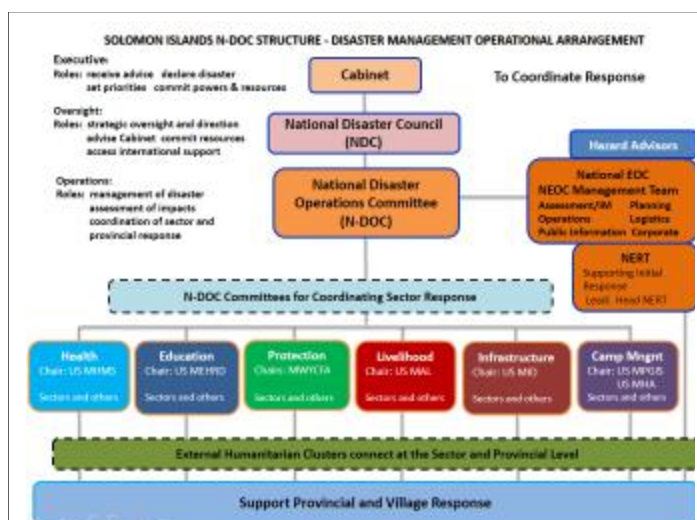 SOLOMON ISLANDS N-DOC STRUCTURE - DISASTER MANAGEMENT OPERATIONAL ARRANGEMENT
Executive:
Roles: receive advice declare disaster
set priorities commit powers & resources
Cabinet
To Coordinate Response
Oversight:
Roles: strategic oversight and direction
advise Cabinet commit resources
access international support
National Disaster Council
(NDC)
Hazard Advisors
Operations:
Roles: management of disaster
assessment of impacts
coordination of sector and
provincial response
National Disaster
Operations Committee
(N-DOC)
National EOC
NEOC Management Team
Assessment/IM Planning
Operations Logistics
Public Information Corporate
NERT
Supporting Initial
Response
Lead: Head NERT
N-DOC Committees for Coordinating Sector Response
Health
Chair: US MHMS
Sectors and others
Education
Chair: US MEHRD
Sectors and others
Protection
Chairs: MWYCFA
Sectors and others
Livelihood
Chair: US MAL
Sectors and others
Infrastructure
Chair: US MID
Sectors and others
Camp Mngnt
Chair: US MPGIS
US MHA
Sectors and others
External Humanitarian Clusters connect at the Sector and Provincial Level
Support Provincial and Village Response